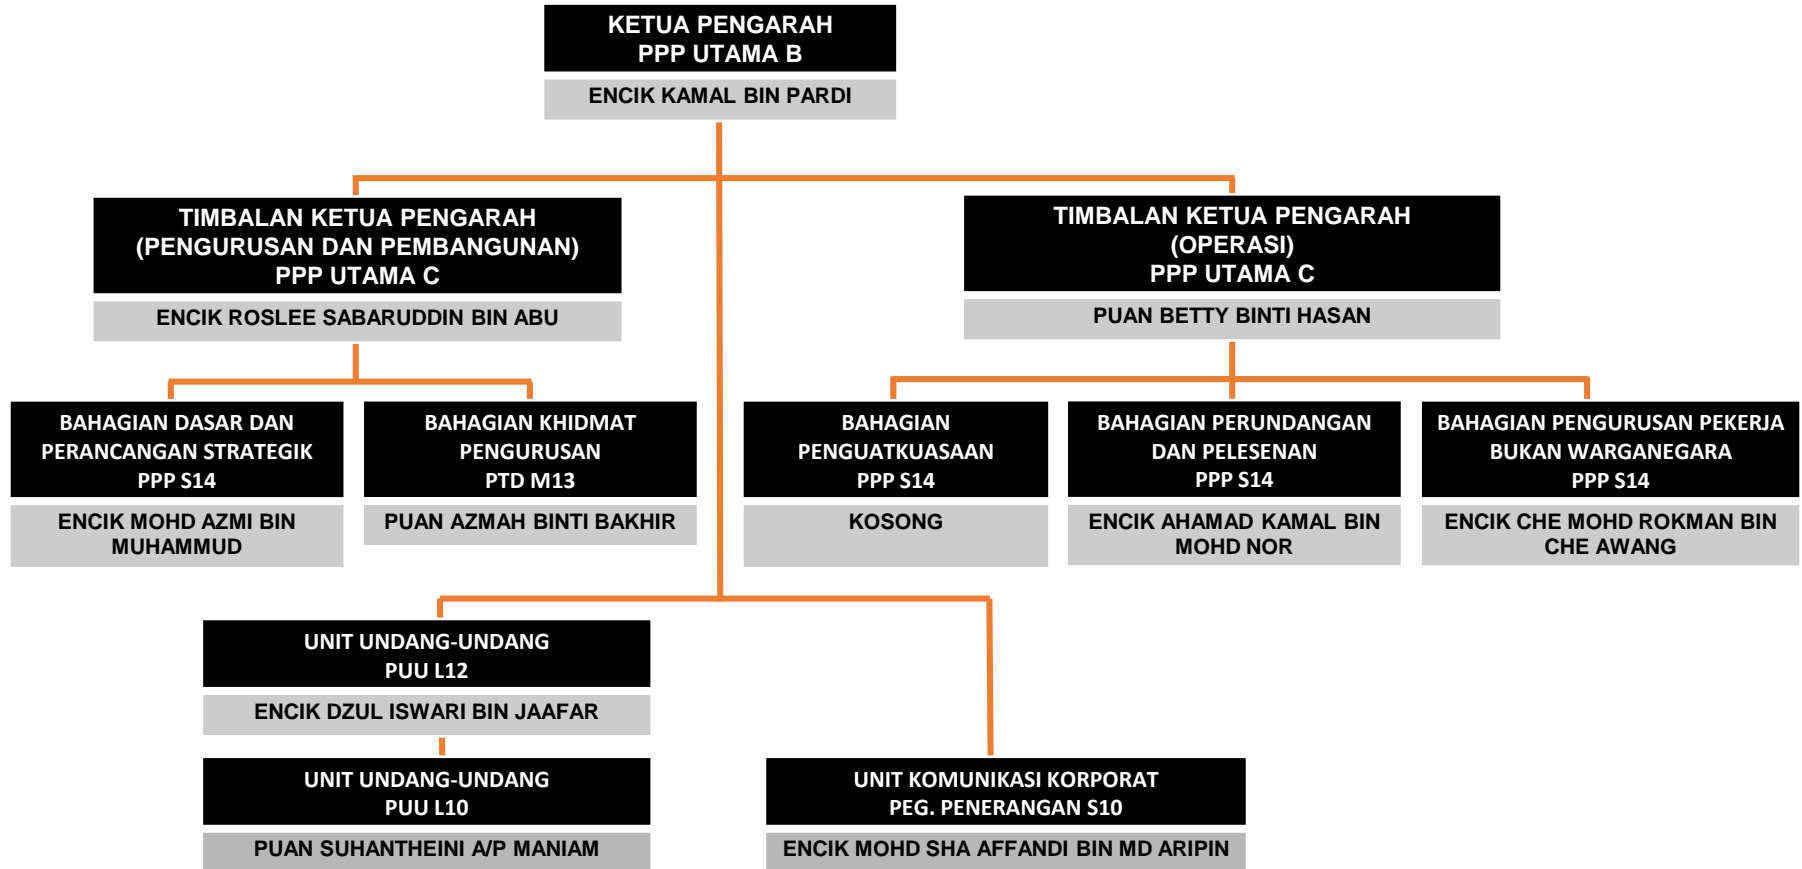 KETUA PENGARAH
PPP UTAMA B
ENCIK KAMAL BIN PARDI
TIMBALAN KETUA PENGARAH
(PENGURUSAN DAN PEMBANGUNAN)
PPP UTAMA C
ENCIK ROSLEE SABARUDDIN BIN ABU
TIMBALAN KETUA PENGARAH
(OPERASI)
PPP UTAMA C
PUAN BETTY BINTI HASAN
BAHAGIAN DASAR DAN
PERANCANGAN STRATEGIK
PPP S14
ENCIK MOHD AZMI BIN
MUHAMMUD
BAHAGIAN KHIDMAT
PENGURUSAN
PTD M13
PUAN AZMAH BINTI BAKHIR
BAHAGIAN
PENGUATKUASAAN
PPP S14
KOSONG
BAHAGIAN PERUNDANGAN
DAN PELESENAN
PPP S14
ENCIK AHAMAD KAMAL BIN
MOHD NOR
BAHAGIAN PENGURUSAN PEKERJA
BUKAN WARGANEGARA
PPP S14
ENCIK CHE MOHD ROKMAN BIN
CHE AWANG
UNIT UNDANG-UNDANG
PUU L12
ENCIK DZUL ISWARI BIN JAAFAR
UNIT UNDANG-UNDANG
PUU L10
PUAN SUHANTHEINI A/P MANIAM
UNIT KOMUNIKASI KORPORAT
PEG. PENERANGAN S10
ENCIK MOHD SHA AFFANDI BIN MD ARIPIN